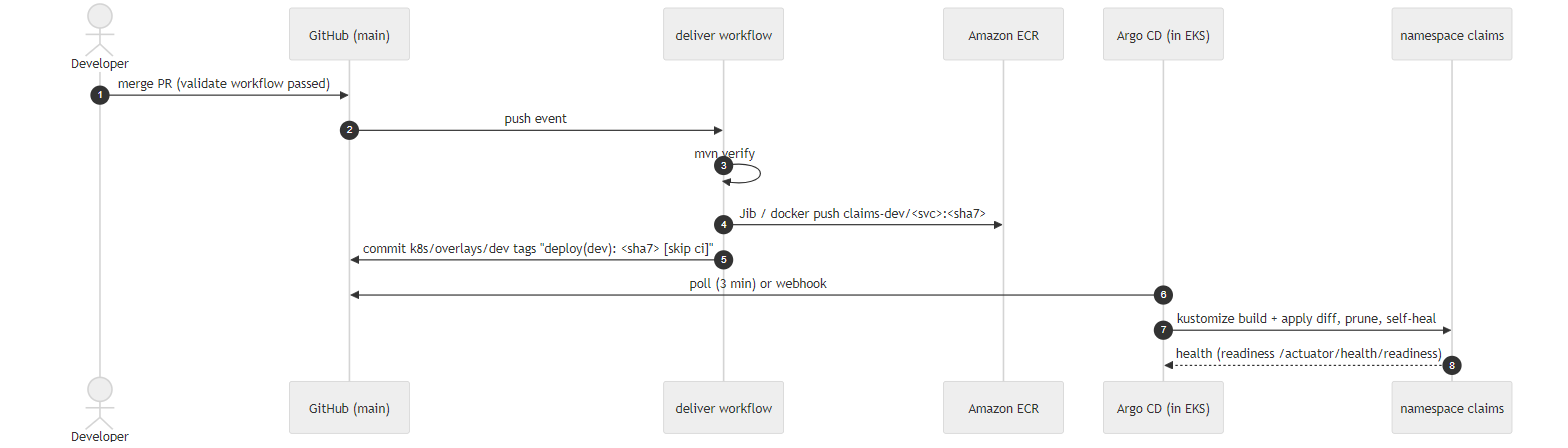 Developer
GitHub (main)
deliver workflow
Amazon ECR
Argo CD (in EKS)
namespace claims
merge PR (validate workflow passed)
1
push event
2
mvn verify
3
Jib / docker push claims-dev/<svc>:<sha7>
4
commit k8s/overlays/dev tags "deploy(dev): <sha7> [skip ci]"
5
poll (3 min) or webhook
6
kustomize build + apply diff, prune, self-heal
7
health (readiness /actuator/health/readiness)
8
Developer
GitHub (main)
deliver workflow
Amazon ECR
Argo CD (in EKS)
namespace claims